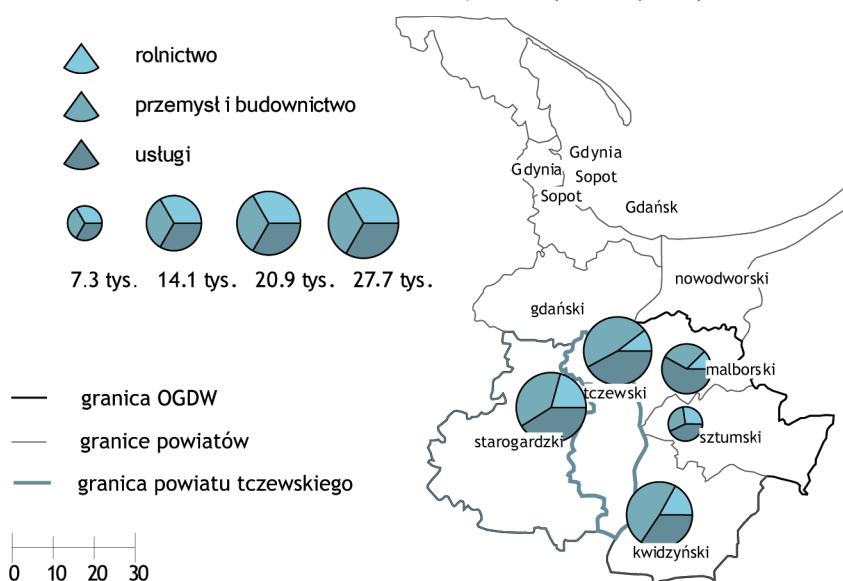 rolnictwo
przemysł i budownictwo
usługi
7.3 tys. 14.1 tys. 20.9 tys. 27.7 tys.
granica OGDW
granice powiatów
granica powiatu tczewskiego
0 10 20 30
Gdynia
Gdynia
Sopot
Sopot
Gdańsk
nowodworski
gdański
malborski
tczewski
starogardzki
sztumski
kwidzyński